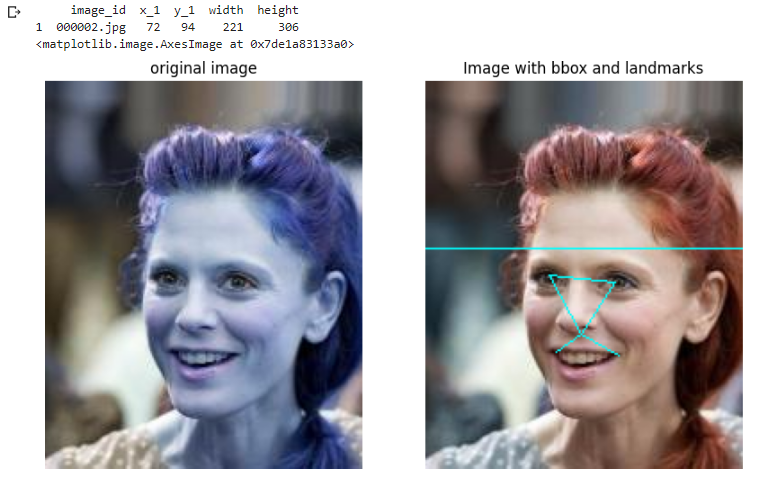 image_id x_1 y_1 width height
1 000002.jpg 72 94 221 306
<matplotlib.image.AxesImage at 0x7de1a83133a0>
original image
Image with bbox and landmarks